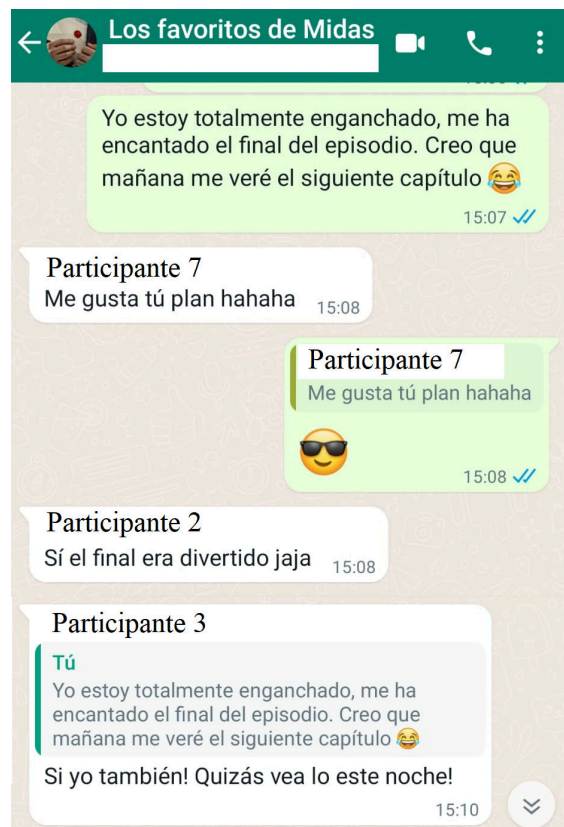 Los favoritos de Midas
Yo estoy totalmente enganchado, me ha
encantado el final del episodio. Creo que
mañana me veré el siguiente capítulo 😂
15:07
Participante 7
Me gusta tú plan hahaha 15:08
Participante 7
Me gusta tú plan hahaha
😎
15:08
Participante 2
Sí el final era divertido jaja 15:08
Participante 3
Tú
Yo estoy totalmente enganchado, me ha
encantado el final del episodio. Creo que
mañana me veré el siguiente capítulo 😂
Si yo también! Quizás vea lo este noche!
15:10